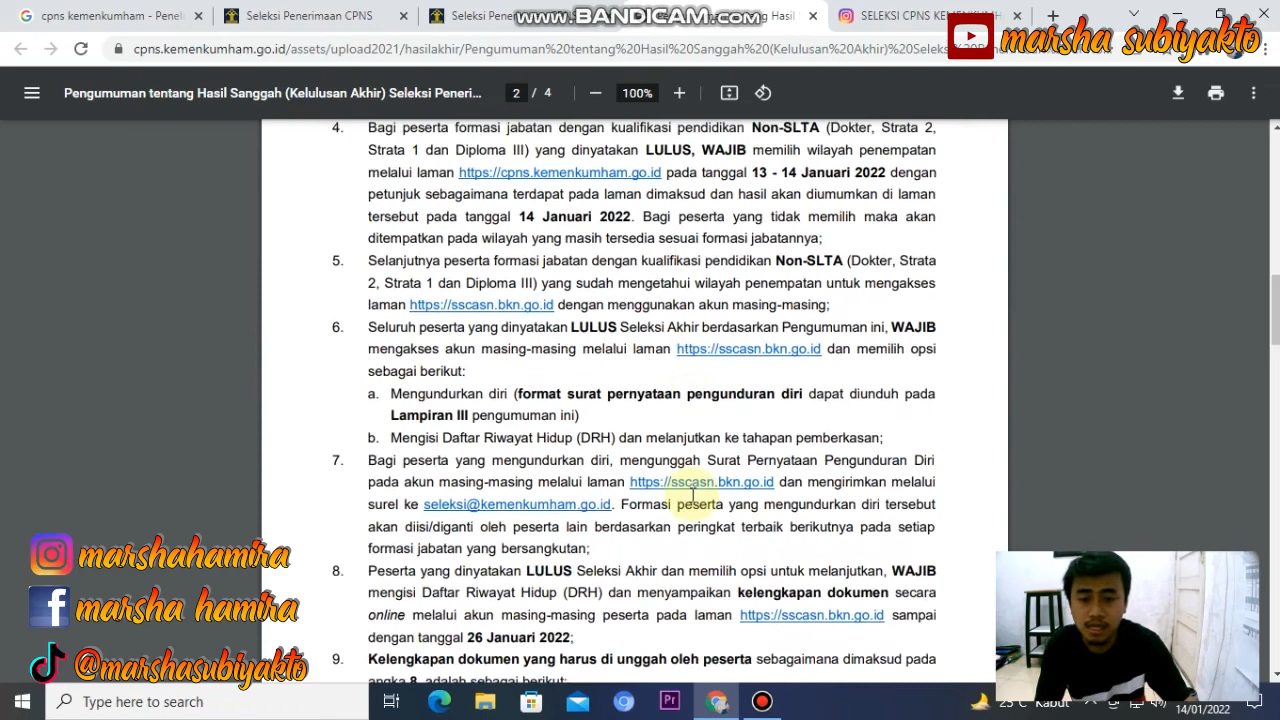 cpns kemenkumham - Penel
Seleksi Penerimaan CPNS
Seleksi Penerimaan
www.BANDICAM.com
g Hasil
SELEKSI CPNS KEMENKUMH
cpns.kemenkumham.go.id/assets/upload2021/hasilakhir/Pengumuman%20tentang%20Hasil%20Sanggah%20(Kelulusan%20Akhir)%20Seleksi%20
marsha subiyakto
Pengumuman tentang Hasil Sanggah (Kelulusan Akhir) Seleksi Peneri...
2 / 4
100%
4. Bagi peserta formasi jabatan dengan kualifikasi pendidikan Non-SLTA (Dokter, Strata 2,
Strata 1 dan Diploma III) yang dinyatakan LULUS, WAJIB memilih wilayah penempatan
melalui laman https://cpns.kemenkumham.go.id pada tanggal 13 - 14 Januari 2022 dengan
petunjuk sebagaimana terdapat pada laman dimaksud dan hasil akan diumumkan di laman
tersebut pada tanggal 14 Januari 2022. Bagi peserta yang tidak memilih maka akan
ditempatkan pada wilayah yang masih tersedia sesuai formasi jabatannya;
5. Selanjutnya peserta formasi jabatan dengan kualifikasi pendidikan Non-SLTA (Dokter, Strata
2, Strata 1 dan Diploma III) yang sudah mengetahui wilayah penempatan untuk mengakses
laman https://sscasn.bkn.go.id dengan menggunakan akun masing-masing;
6. Seluruh peserta yang dinyatakan LULUS Seleksi Akhir berdasarkan Pengumuman ini, WAJIB
mengakses akun masing-masing melalui laman https://sscasn.bkn.go.id dan memilih opsi
sebagai berikut:
a. Mengundurkan diri (format surat pernyataan pengunduran diri dapat diunduh pada
Lampiran III pengumuman ini)
b. Mengisi Daftar Riwayat Hidup (DRH) dan melanjutkan ke tahapan pemberkasan;
7. Bagi peserta yang mengundurkan diri, mengunggah Surat Pernyataan Pengunduran Diri
pada akun masing-masing melalui laman https://sscasn.bkn.go.id dan mengirimkan melalui
surel ke seleksi@kemenkumham.go.id. Formasi peserta yang mengundurkan diri tersebut
akan diisi/diganti oleh peserta lain berdasarkan peringkat terbaik berikutnya pada setiap
formasi jabatan yang bersangkutan;
8. Peserta yang dinyatakan LULUS Seleksi Akhir dan memilih opsi untuk melanjutkan, WAJIB
mengisi Daftar Riwayat Hidup (DRH) dan menyampaikan kelengkapan dokumen secara
online melalui akun masing-masing peserta pada laman https://sscasn.bkn.go.id sampai
dengan tanggal 26 Januari 2022;
9. Kelengkapan dokumen yang harus di unggah oleh peserta sebagaimana dimaksud pada
angka 8, adalah sebagai berikut:
marshahamira
marsha hamira
@marshasubiyakto
Type here to search
Pr
25°C Kabut
14/01/2022